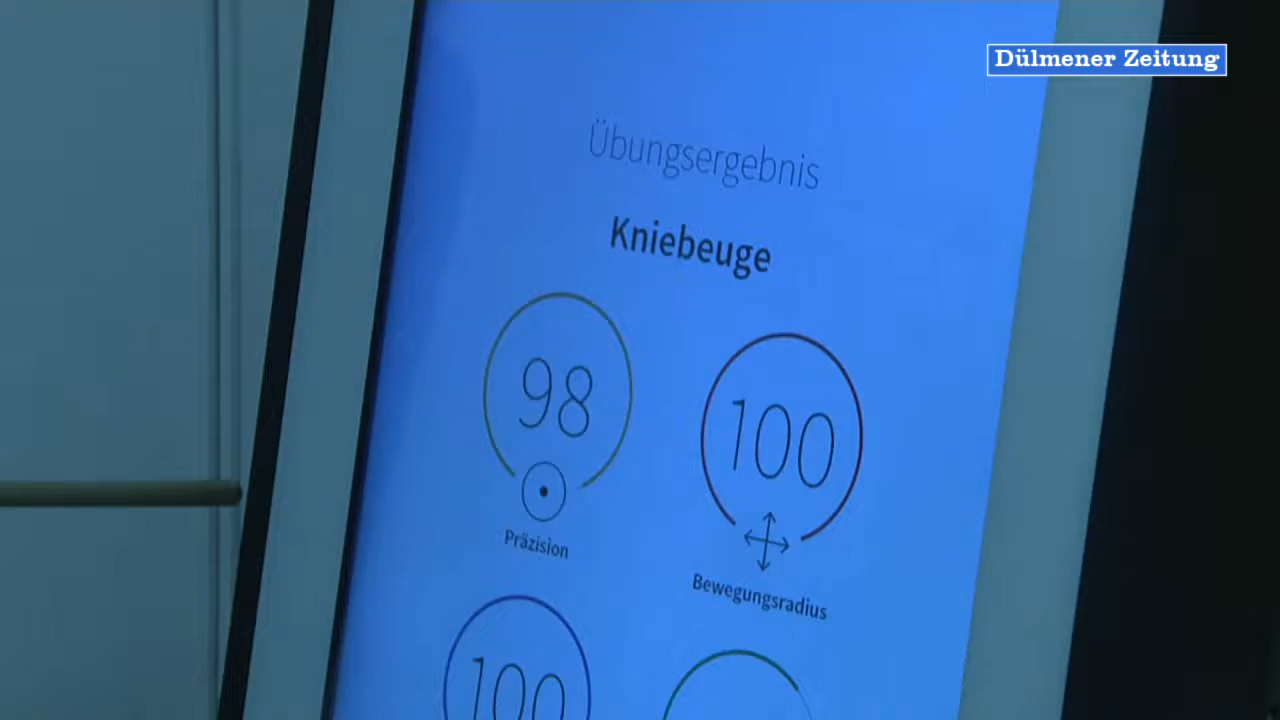 Dülmener Zeitung
Übungsergebnis
Kniebeuge
98
100
Präzision
Bewegungsradius
100